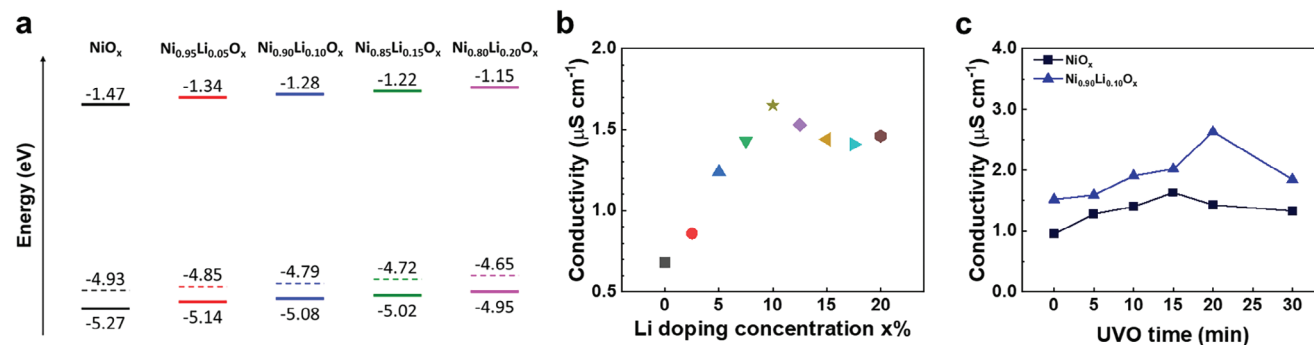 a
NiOx Ni0.95Li0.05Ox Ni0.90Li0.10Ox Ni0.85Li0.15Ox Ni0.80Li0.20Ox
-1.47 -1.34 -1.28 -1.22 -1.15
Energy (eV)
-4.93 -4.85 -4.79 -4.72 -4.65
-5.27 -5.14 -5.08 -5.02 -4.95
b
Conductivity (μS cm⁻¹)
2.0
1.5
1.0
0.5
0 5 10 15 20
Li doping concentration x%
c
NiOx
Ni0.90Li0.10Ox
Conductivity (μS cm⁻¹)
4.0
3.0
2.0
1.0
0.0
0 5 10 15 20 25 30
UVO time (min)